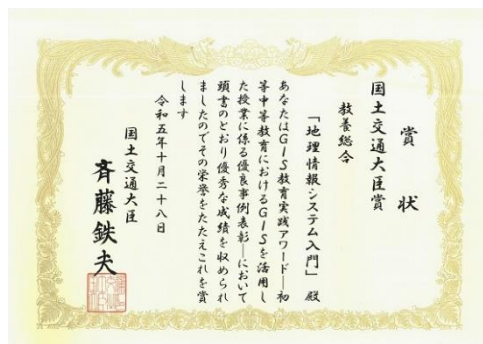 賞状
国土交通大臣賞
教養総合
「地理情報システム入門」殿
あなたはGIS教育実践アワード―初
等中等教育におけるGISを活用し
た授業に係る優良事例表彰―において
頭書のとおり優秀な成績を収められ
ましたのでその栄誉をたたえこれを賞
します
令和五年十月二十八日
国土交通大臣
斉藤鉄夫